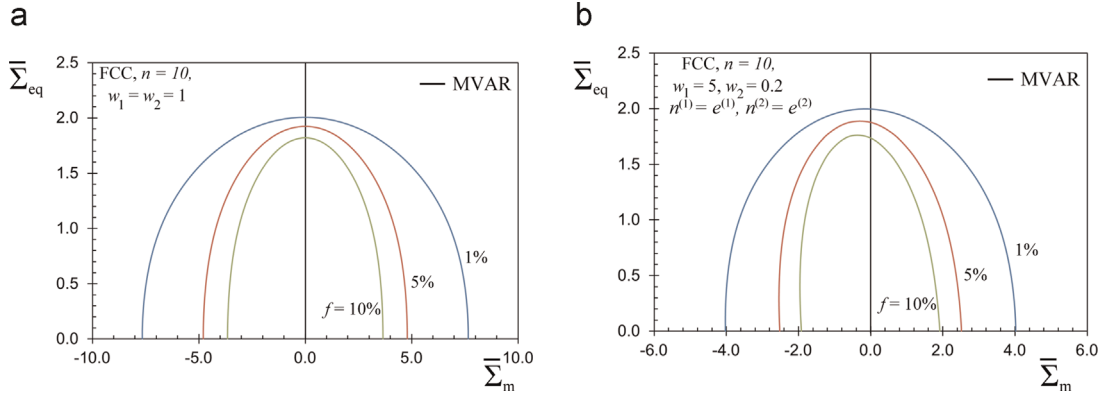 a
Σ̅eq
FCC, n = 10,
w1 = w2 = 1
MVAR
2.5
2.0
1.5
1.0
0.5
0.0
1%
5%
f = 10%
-10.0 -5.0 0.0 5.0 10.0
Σ̅m
b
Σ̅eq
FCC, n = 10,
w1 = 5, w2 = 0.2
n(1) = e(1), n(2) = e(2)
MVAR
2.5
2.0
1.5
1.0
0.5
0.0
1%
5%
f = 10%
-6.0 -4.0 -2.0 0.0 2.0 4.0 6.0
Σ̅m